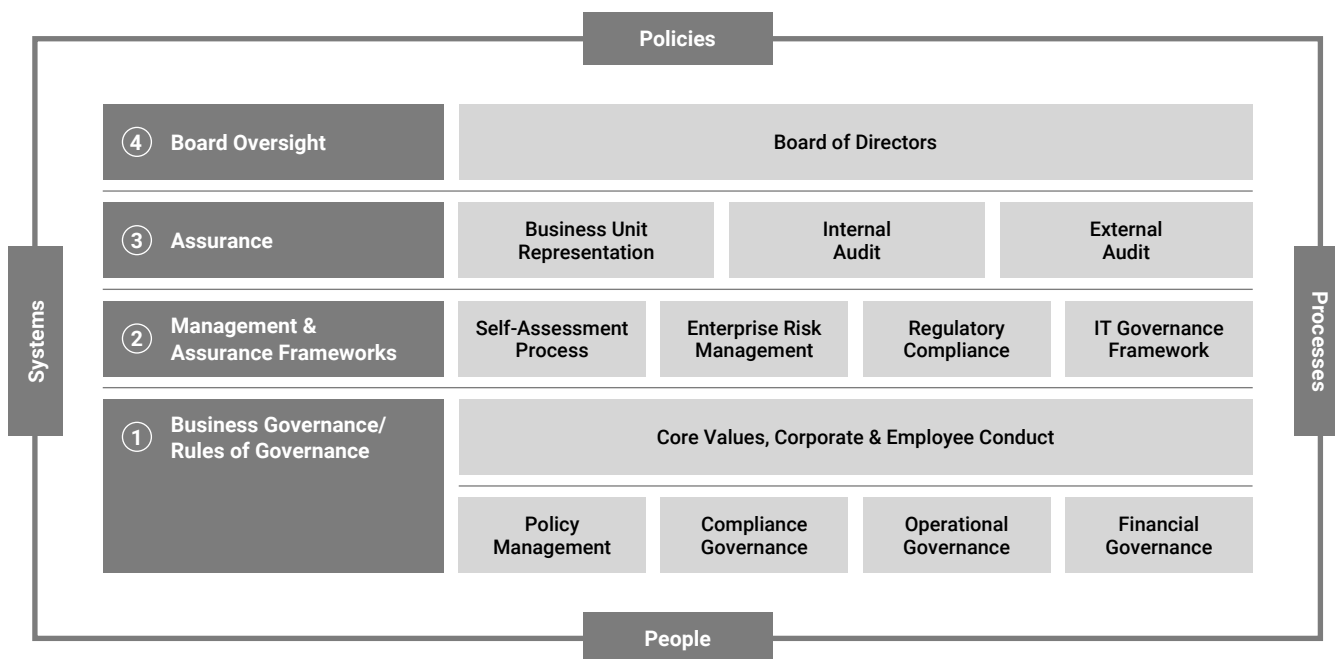 Policies
4 Board Oversight
Board of Directors
3 Assurance
Business Unit
Representation
Internal
Audit
External
Audit
Systems
Processes
2 Management &
Assurance Frameworks
Self-Assessment
Process
Enterprise Risk
Management
Regulatory
Compliance
IT Governance
Framework
1 Business Governance/
Rules of Governance
Core Values, Corporate & Employee Conduct
Policy
Management
Compliance
Governance
Operational
Governance
Financial
Governance
People